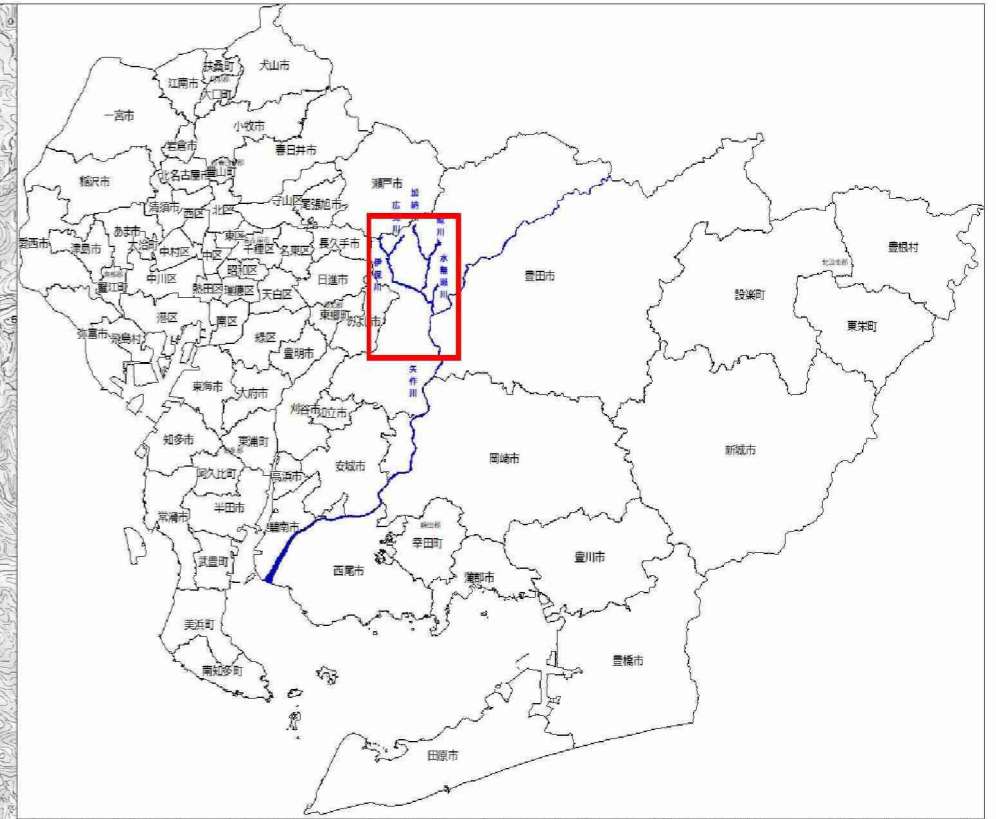 犬山市
扶桑町
江南市
大口町
一宮市
小牧市
岩倉市
春日井市
稲沢市
北名古屋市
豊山町
瀬戸市
加納
広見川
清須市
西区
北区
守山区
尾張旭市
水無瀬川
伊保川
豊田市
豊根村
愛西市
津島市
あま市
大治町
中村区
中区
東区
千種区
名東区
長久手市
昭和区
日進市
蟹江町
中川区
熱田区
瑞穂区
天白区
設楽町
東栄町
東郷町
港区
南区
緑区
弥富市
飛島村
豊明市
矢作川
東海市
大府市
刈谷市
知立市
知多市
東浦町
安城市
岡崎市
新城市
阿久比町
高浜市
半田市
常滑市
碧南市
幸田町
豊川市
武豊町
西尾市
蒲郡市
美浜町
豊橋市
南知多町
田原市